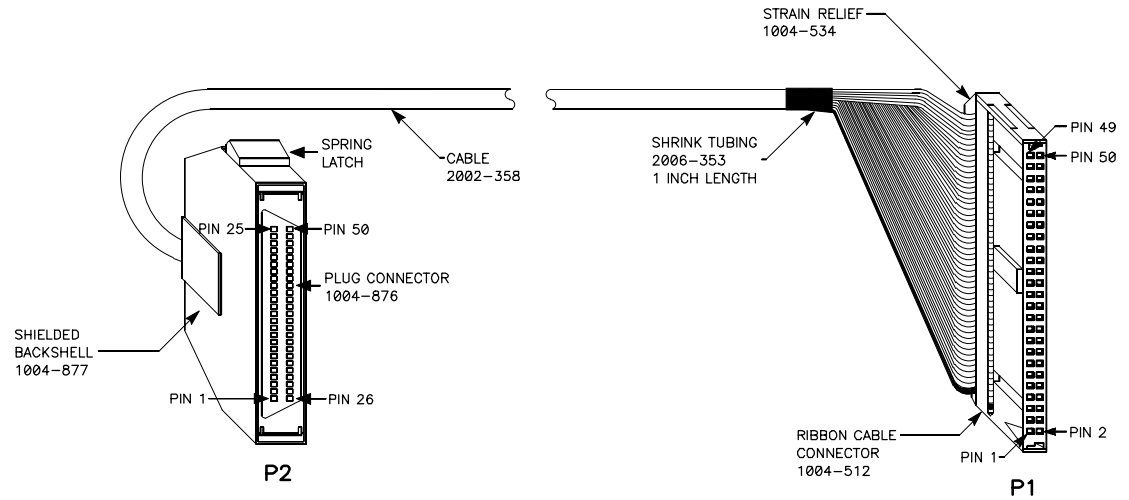 STRAIN RELIEF
1004-534
SPRING
LATCH
CABLE
2002-358
SHRINK TUBING
2006-353
1 INCH LENGTH
PIN 49
PIN 50
PIN 25
PIN 50
PLUG CONNECTOR
1004-876
SHIELDED
BACKSHELL
1004-877
PIN 1
PIN 26
P2
RIBBON CABLE
CONNECTOR
1004-512
PIN 1
PIN 2
P1